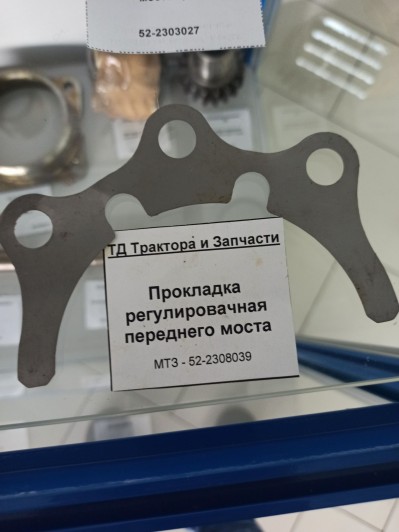 52-2303027
ТД Трактора и Запчасти
Прокладка
регулировачная
переднего моста
МТЗ - 52-2308039